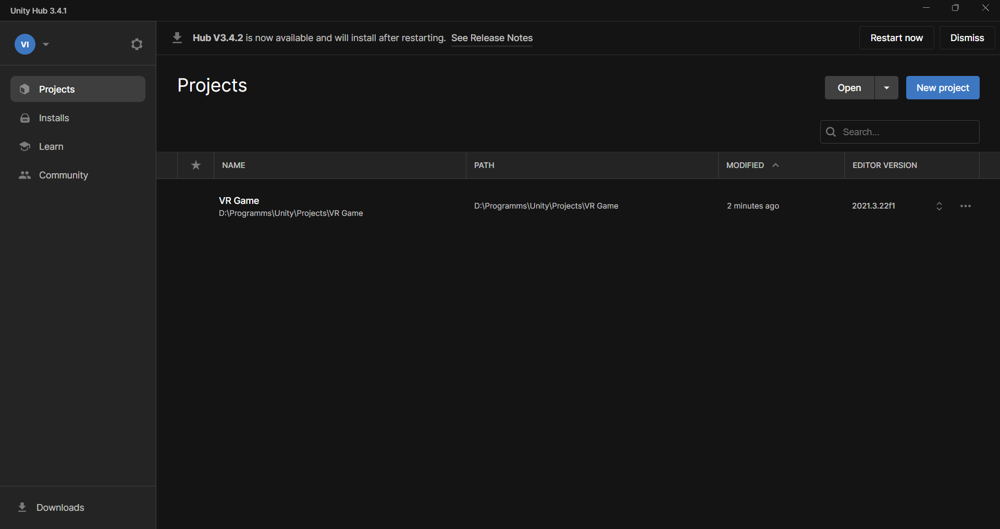 Unity Hub 3.4.1
VI
Hub V3.4.2 is now available and will install after restarting. See Release Notes
Restart now
Dismiss
Projects
Installs
Learn
Community
Downloads
Projects
Open
New project
Search...
NAME
PATH
MODIFIED
EDITOR VERSION
VR Game
D:\Programms\Unity\Projects\VR Game
D:\Programms\Unity\Projects\VR Game
2 minutes ago
2021.3.22f1